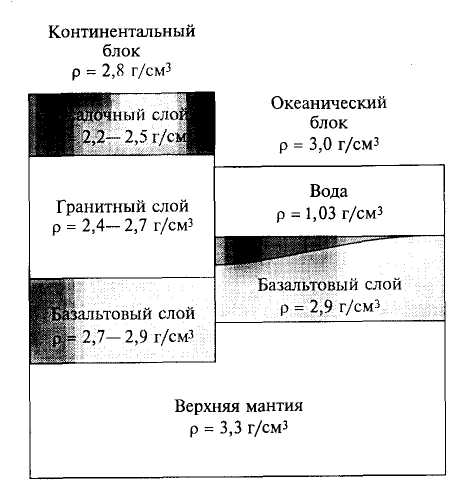 Континентальный
блок
ρ = 2,8 г/см³
алочный слой
2,2— 2,5 г/см
Гранитный слой
ρ = 2,4— 2,7 г/см³
Базальтовый слой
ρ = 2,7— 2,9 г/см³
Океанический
блок
ρ = 3,0 г/см³
Вода
ρ = 1,03 г/см³
Базальтовый слой
ρ = 2,9 г/см³
Верхняя мантия
ρ = 3,3 г/см³